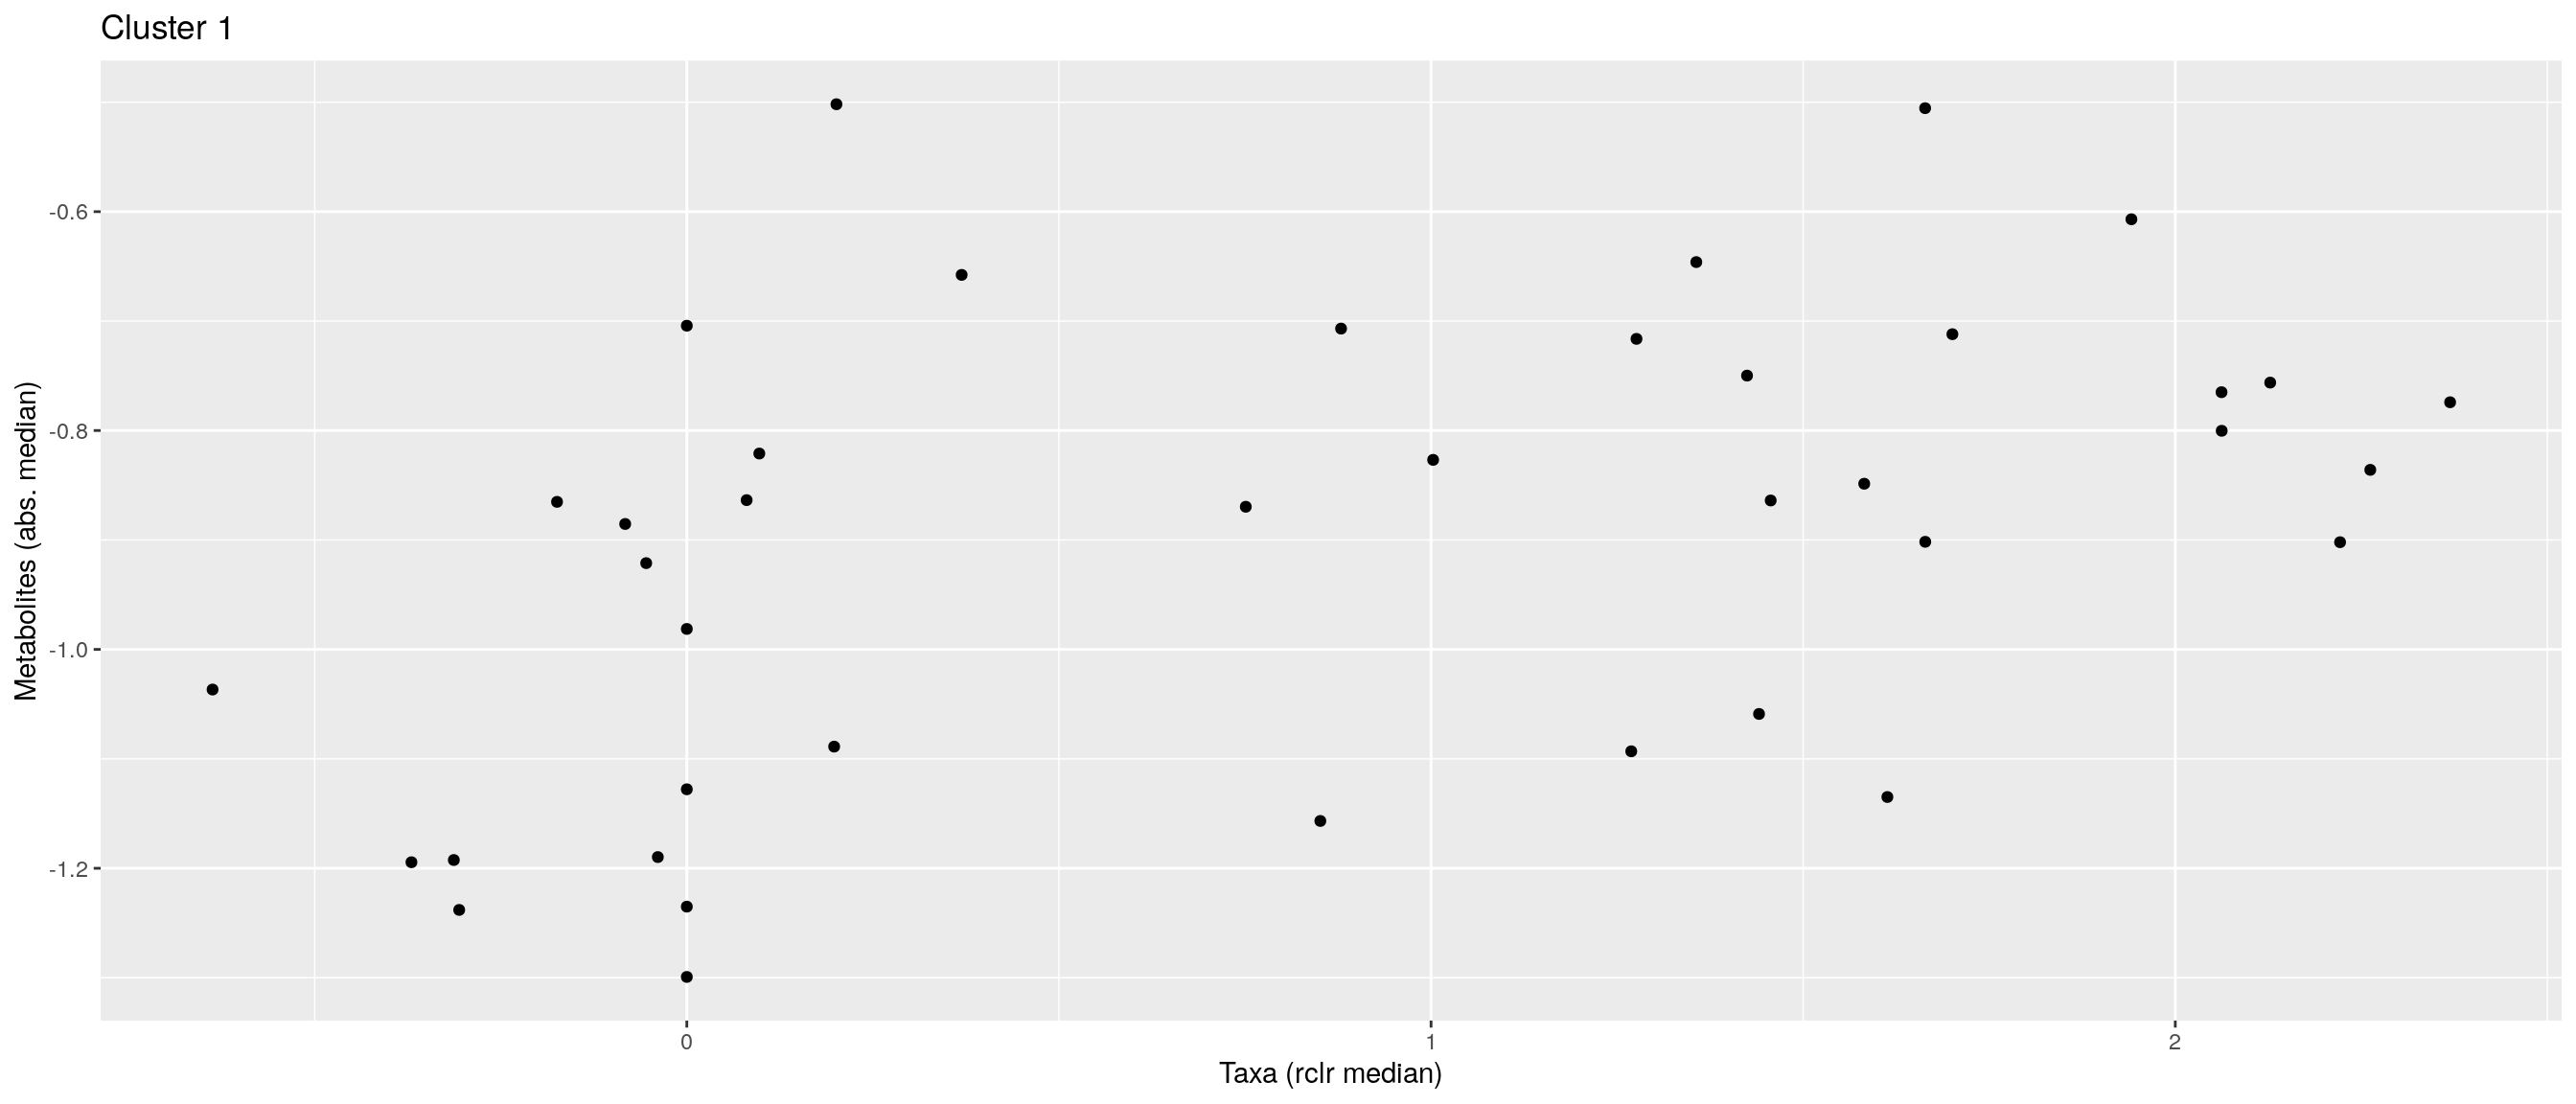 Cluster 1
Metabolites (abs. median)
-0.6
-0.8
-1.0
-1.2
0 1 2
Taxa (rclr median)